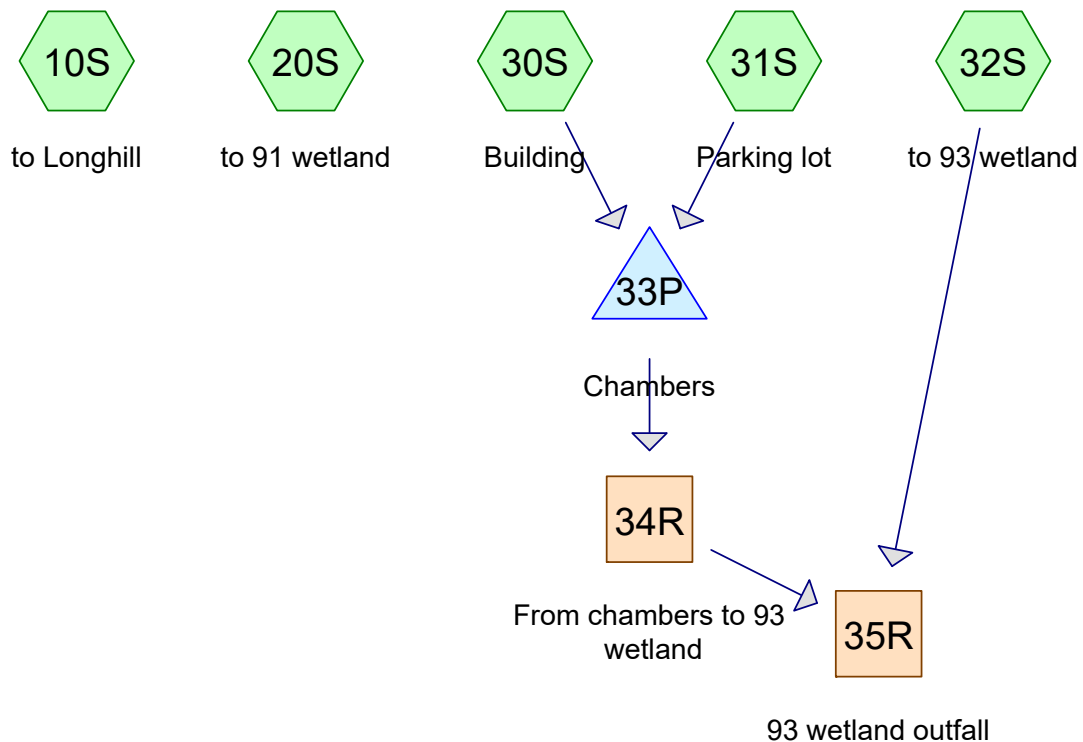 10S
20S
30S
31S
32S
to Longhill
to 91 wetland
Building
Parking lot
to 93 wetland
33P
Chambers
34R
From chambers to 93
wetland
35R
93 wetland outfall